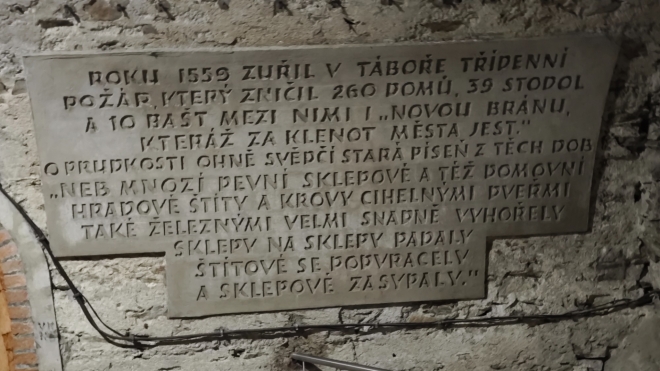 ROKU 1559 ZUŘIL V TÁBOŘE TŘÍDENNÍ
POŽÁR, KTERÝ ZNIČIL 260 DOMŮ, 39 STODOL
A 10 BAŠT MEZI NIMI I „NOVOU BRÁNU,
KTERÁŽ ZA KLENOT MĚSTA JEST."
O PRUDKOSTI OHNĚ SVĚDČÍ STARÁ PÍSEŇ Z TĚCH DOB
„NEB MNOZÍ PEVNÍ SKLEPOVÉ A TÉŽ DOMOVNÍ
HRADOVÉ ŠTÍTY A KROVY CIHELNÝMI DVEŘMI
TAKÉ ŽELEZNÝMI VELMI SNADNĚ VYHOŘELY
SKLEPY NA SKLEPY PADALY
ŠTÍTOVÉ SE PODVRACELY
A SKLEPOVÉ ZASYPALY."